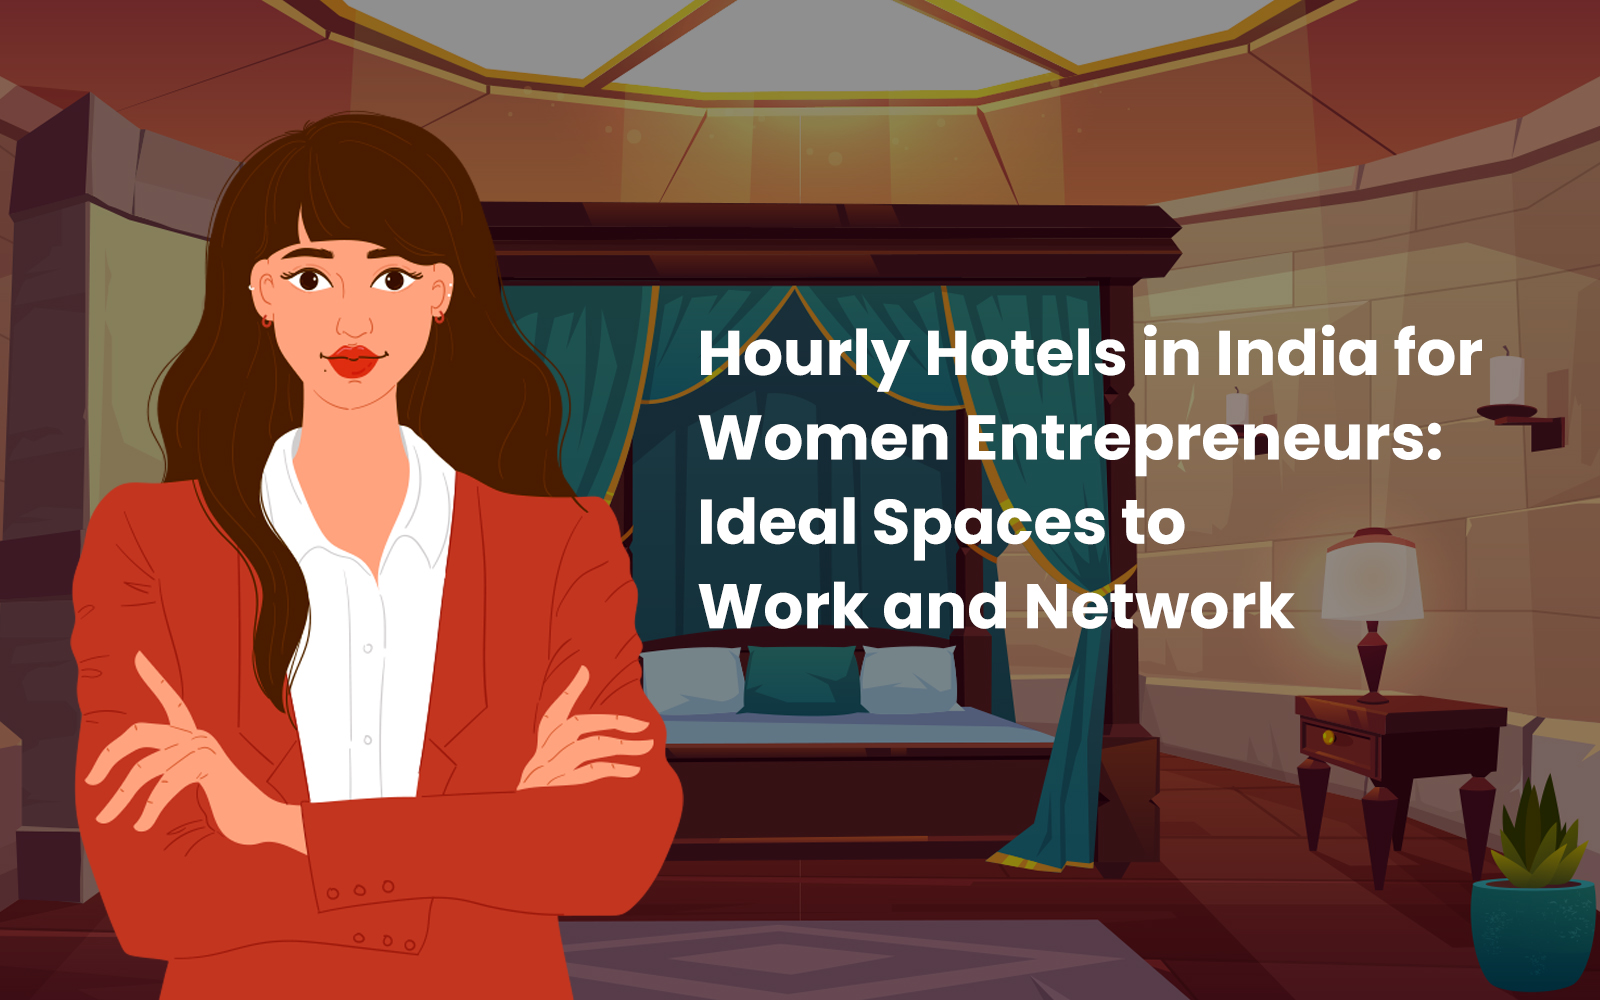 Hourly Hotels in India for
Women Entrepreneurs:
Ideal Spaces to
Work and Network